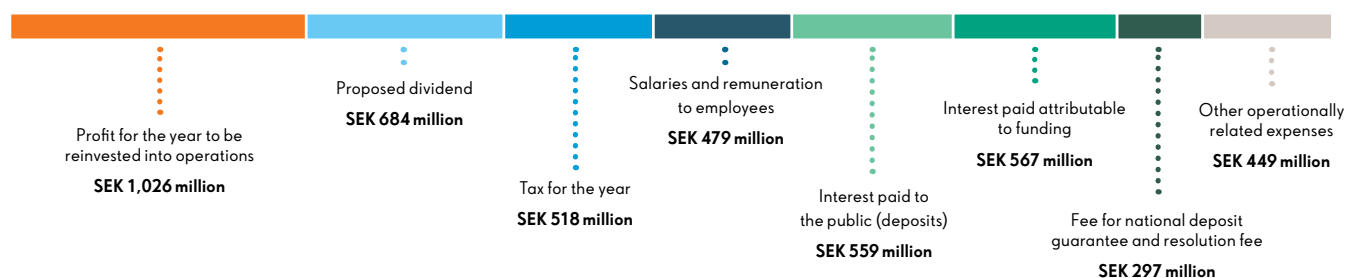 Profit for the year to be
reinvested into operations
SEK 1,026 million
Proposed dividend
SEK 684 million
Tax for the year
SEK 518 million
Salaries and remuneration
to employees
SEK 479 million
Interest paid to
the public (deposits)
SEK 559 million
Interest paid attributable
to funding
SEK 567 million
Fee for national deposit
guarantee and resolution fee
SEK 297 million
Other operationally
related expenses
SEK 449 million